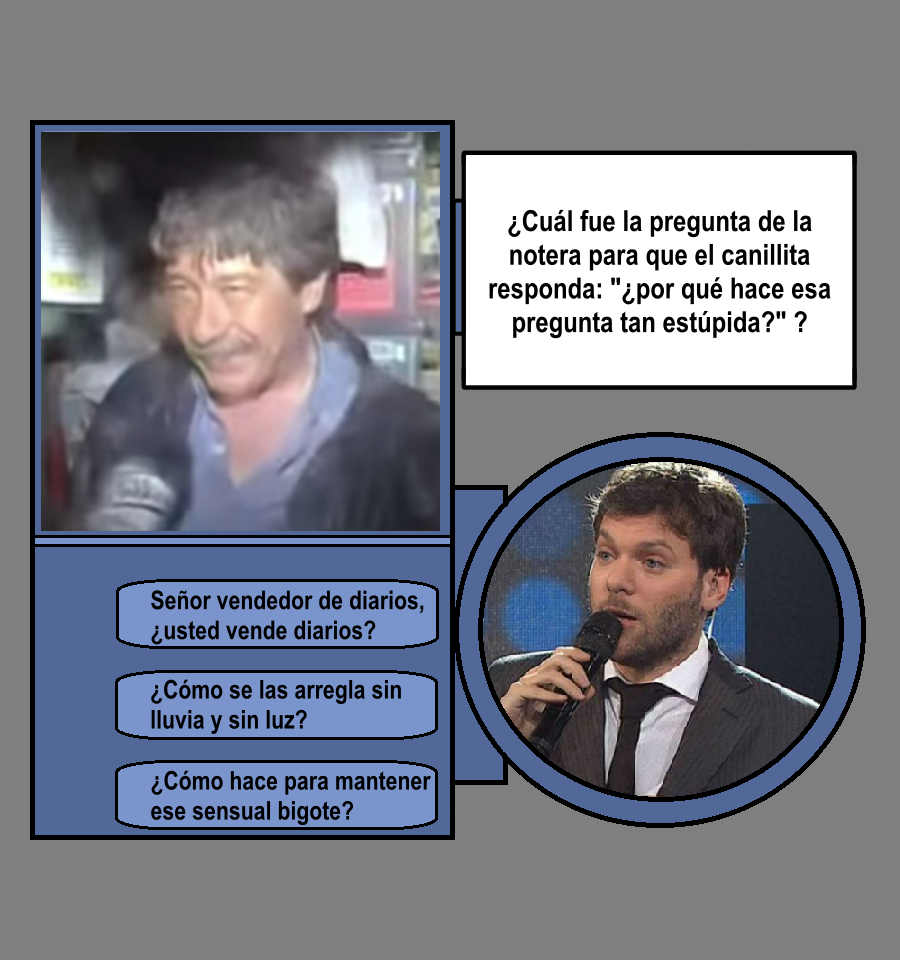 ¿Cuál fue la pregunta de la
notera para que el canillita
responda: "¿por qué hace esa
pregunta tan estúpida?" ?
Señor vendedor de diarios,
¿usted vende diarios?
¿Cómo se las arregla sin
lluvia y sin luz?
¿Cómo hace para mantener
ese sensual bigote?